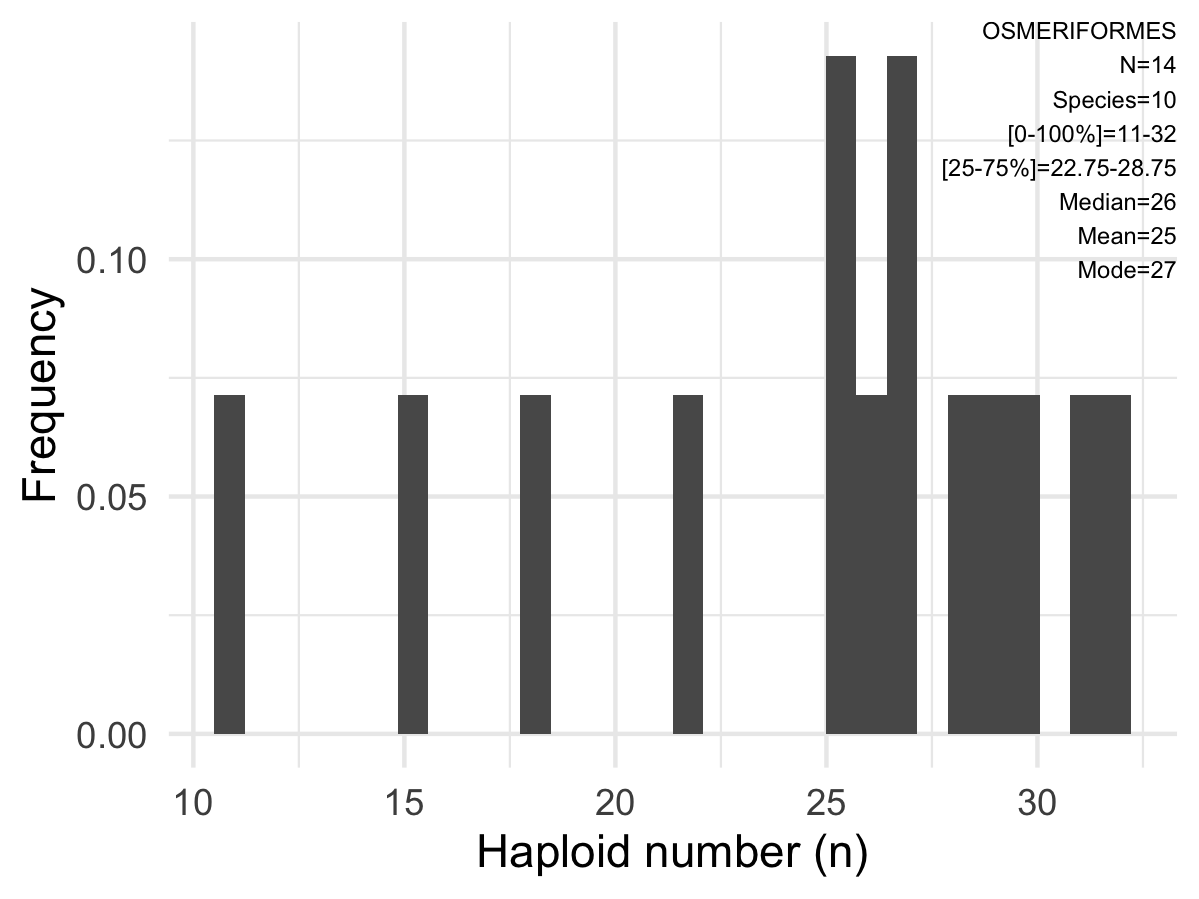 OSMERIFORMES
N=14
Species=10
[0-100%]=11-32
[25-75%]=22.75-28.75
Median=26
Mean=25
Mode=27
Frequency
0.10
0.05
0.00
10 15 20 25 30
Haploid number (n)